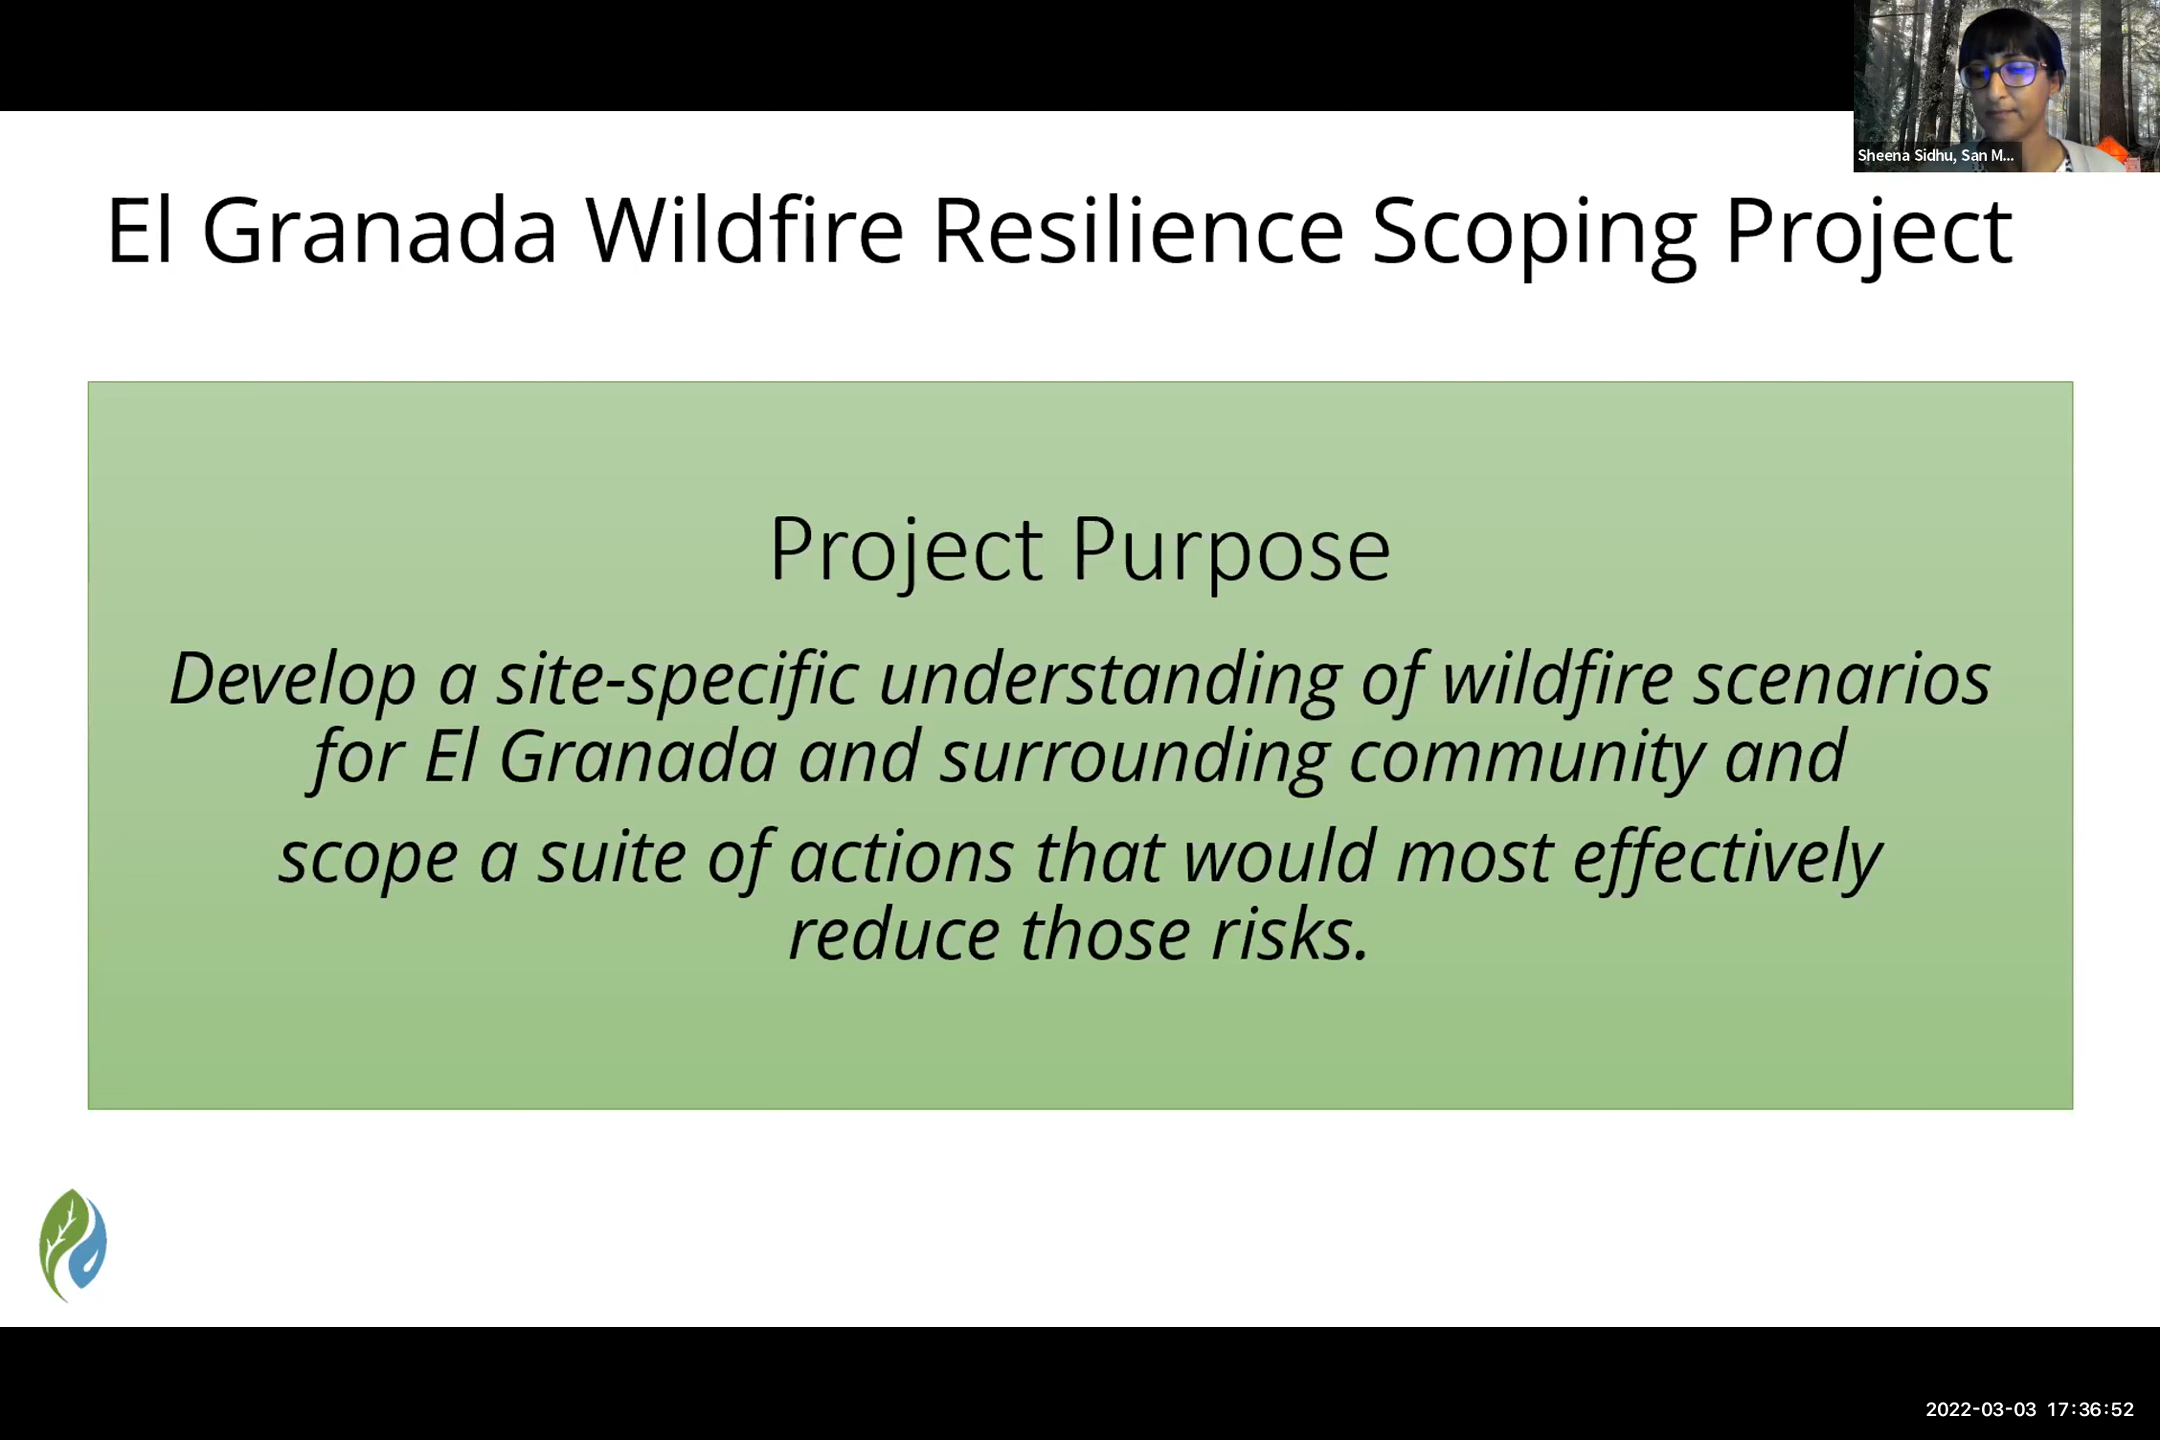 Sheena Sidhu, San M...
El Granada Wildfire Resilience Scoping Project
Project Purpose
Develop a site-specific understanding of wildfire scenarios
for El Granada and surrounding community and
scope a suite of actions that would most effectively
reduce those risks.
2022-03-03 17:36:52